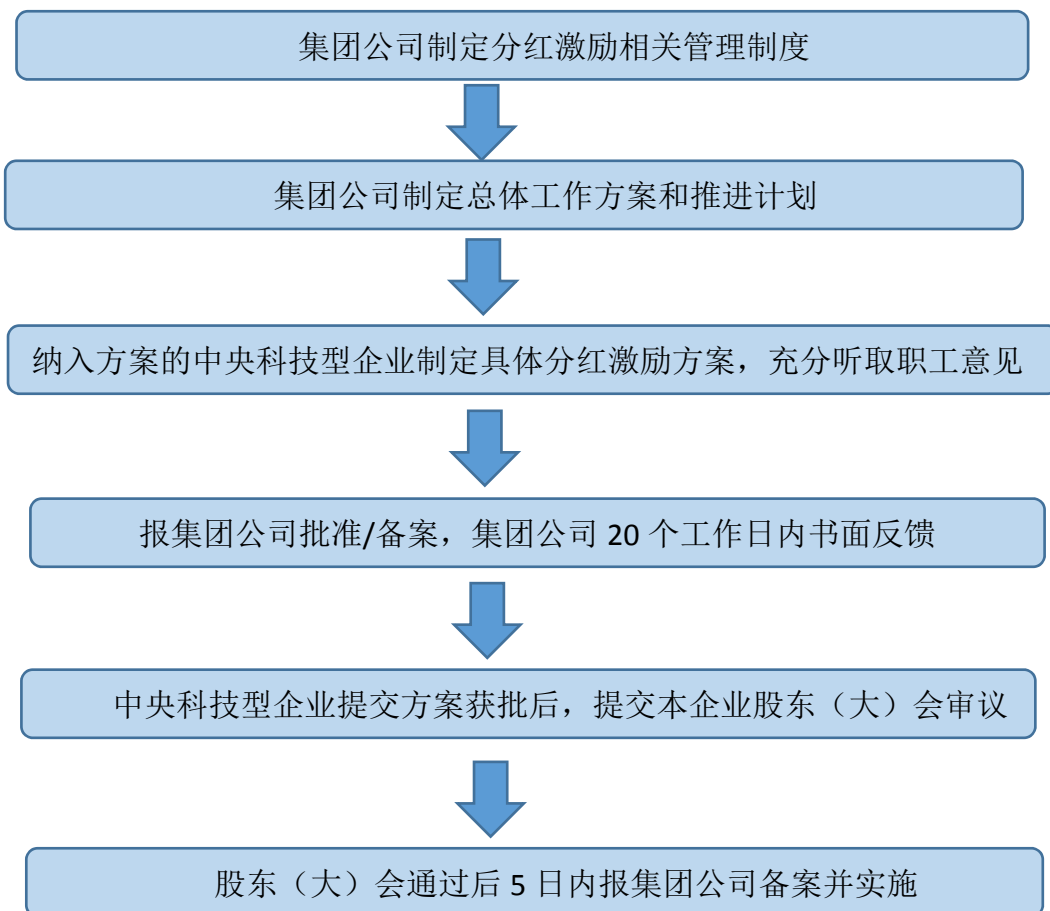 集团公司制定分红激励相关管理制度
集团公司制定总体工作方案和推进计划
纳入方案的中央科技型企业制定具体分红激励方案，充分听取职工意见
报集团公司批准/备案，集团公司 20 个工作日内书面反馈
中央科技型企业提交方案获批后，提交本企业股东（大）会审议
股东（大）会通过后 5 日内报集团公司备案并实施